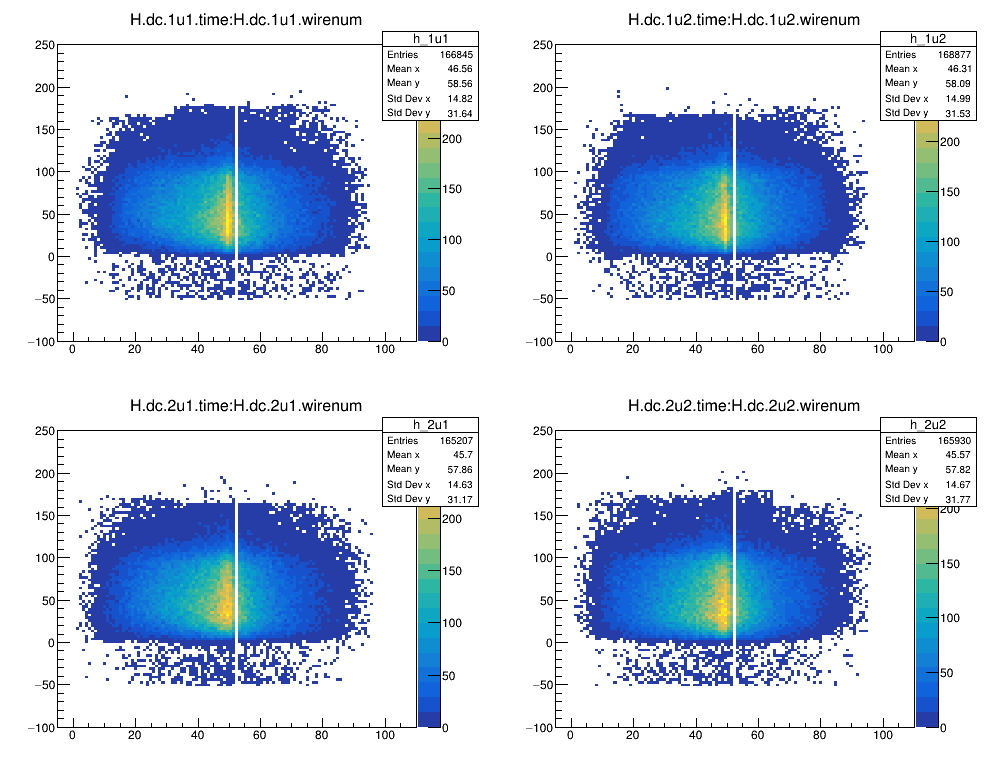 H.dc.1u1.time:H.dc.1u1.wirenum
h_1u1
Entries 166845
Mean x 46.56
Mean y 58.56
Std Dev x 14.82
Std Dev y 31.64
250
200
150
100
50
0
−50
−100
0 20 40 60 80 100
200
150
100
50
0
H.dc.1u2.time:H.dc.1u2.wirenum
h_1u2
Entries 168877
Mean x 46.31
Mean y 58.09
Std Dev x 14.99
Std Dev y 31.53
250
200
150
100
50
0
−50
−100
0 20 40 60 80 100
200
150
100
50
0
H.dc.2u1.time:H.dc.2u1.wirenum
h_2u1
Entries 165207
Mean x 45.7
Mean y 57.86
Std Dev x 14.63
Std Dev y 31.17
250
200
150
100
50
0
−50
−100
0 20 40 60 80 100
200
150
100
50
0
H.dc.2u2.time:H.dc.2u2.wirenum
h_2u2
Entries 165930
Mean x 45.57
Mean y 57.82
Std Dev x 14.67
Std Dev y 31.77
250
200
150
100
50
0
−50
−100
0 20 40 60 80 100
200
150
100
50
0